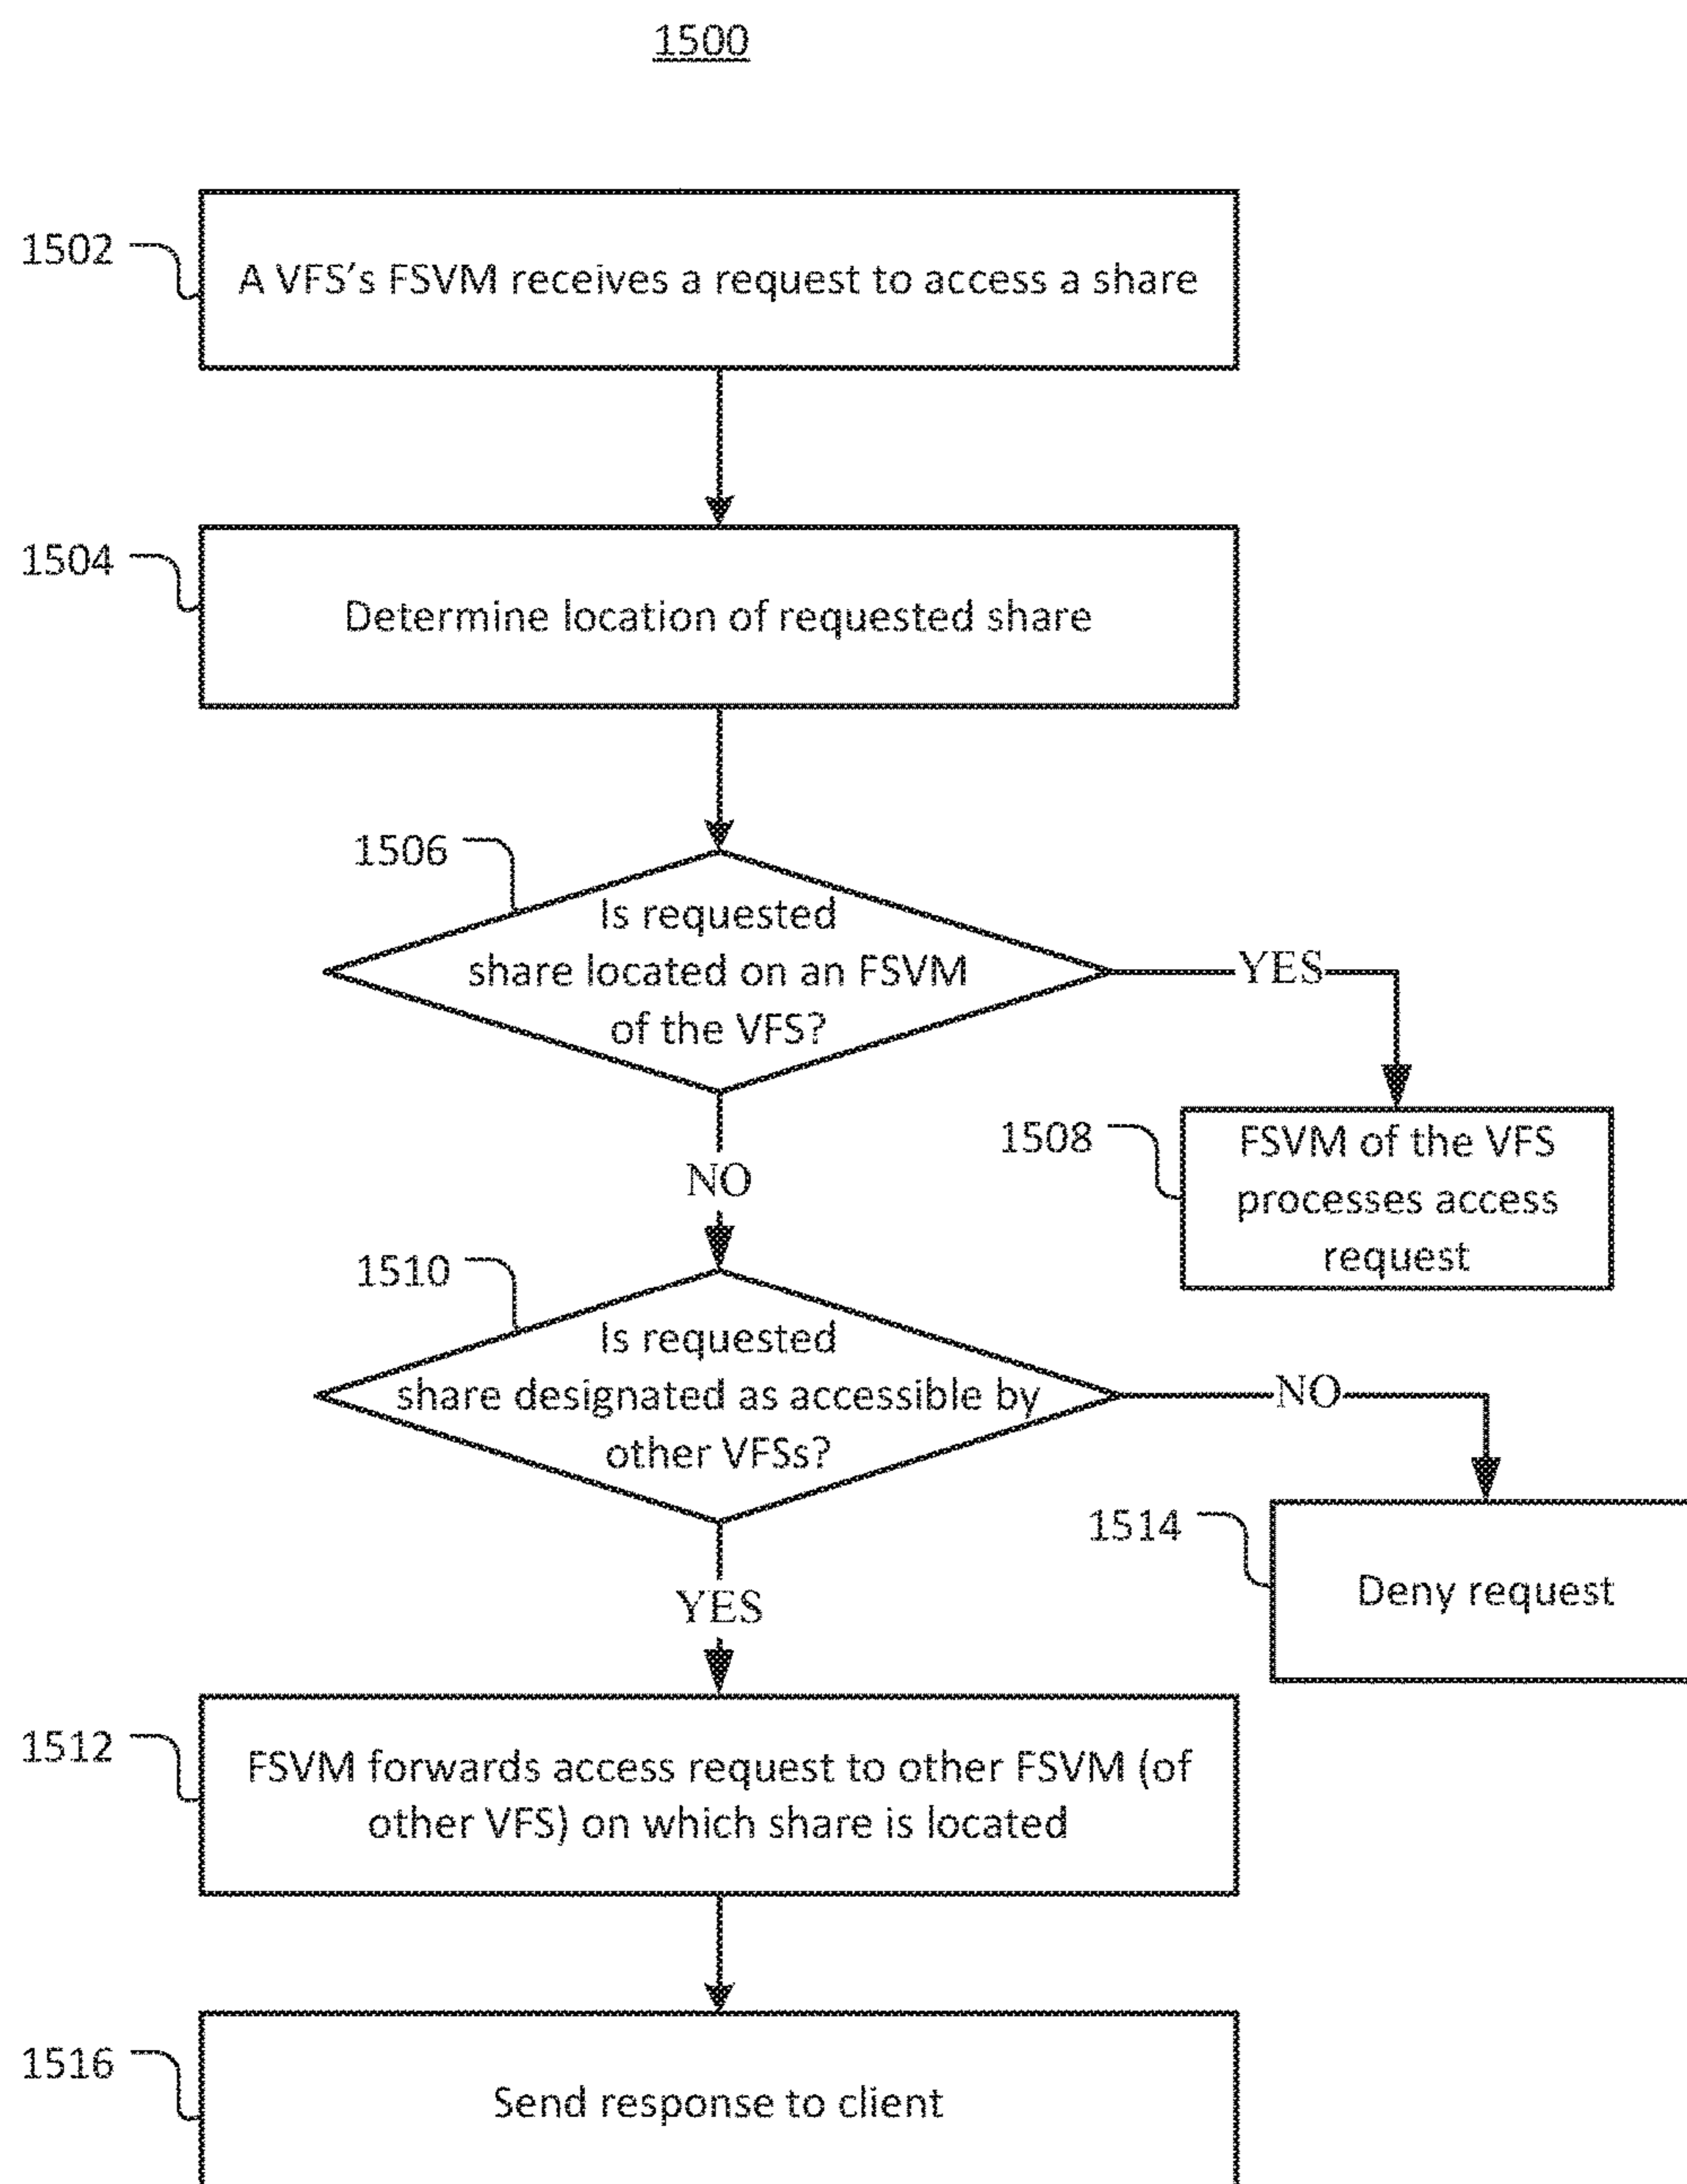 1500
1502
A VFS's FSVM receives a request to access a share
1504
Determine location of requested share
1506
Is requested
share located on an FSVM
of the VFS?
YES
1508
FSVM of the VFS
processes access
request
NO
1510
Is requested
share designated as accessible by
other VFSs?
NO
1514
Deny request
YES
1512
FSVM forwards access request to other FSVM (of
other VFS) on which share is located
1516
Send response to client